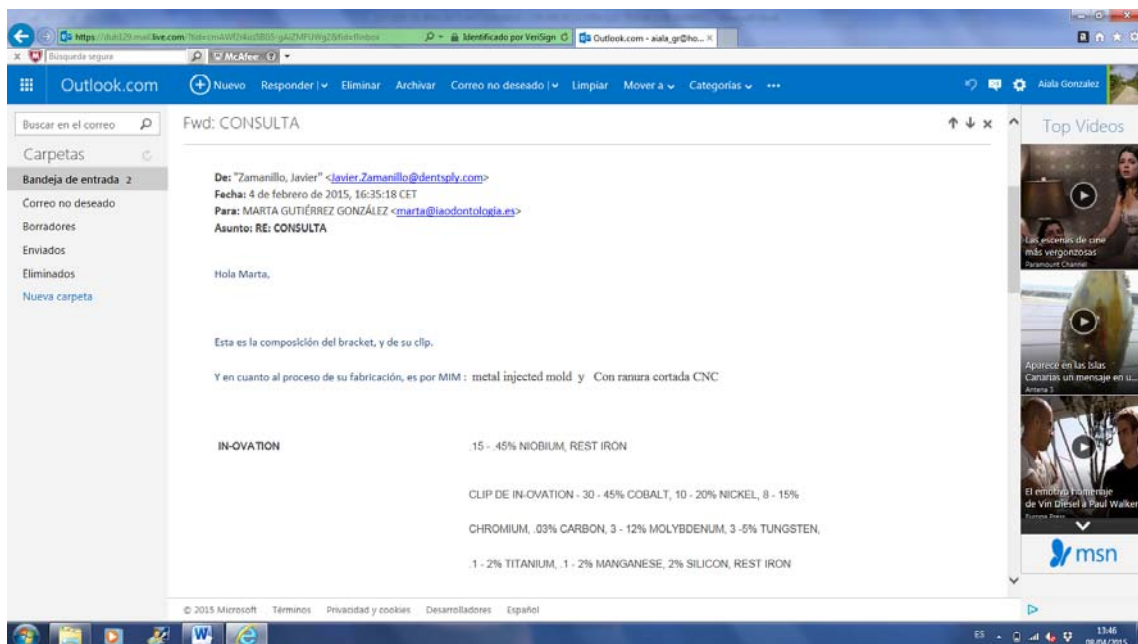 Identificado por VeriSign
Outlook.com - aiala_gr@ho...
Búsqueda segura
McAfee
Outlook.com
Nuevo Responder Eliminar Archivar Correo no deseado Limpiar Mover a Categorías ...
Aiala Gonzalez
Buscar en el correo
Fwd: CONSULTA
Carpetas
Bandeja de entrada 2
Correo no deseado
Borradores
Enviados
Eliminados
Nueva carpeta
De: "Zamanillo, Javier" <Javier.Zamanillo@dentsply.com>
Fecha: 4 de febrero de 2015, 16:35:18 CET
Para: MARTA GUTIÉRREZ GONZÁLEZ <marta@iaodontologia.es>
Asunto: RE: CONSULTA
Hola Marta,
Esta es la composición del bracket, y de su clip.
Y en cuanto al proceso de su fabricación, es por MIM : metal injected mold y Con ranura cortada CNC
IN-OVATION .15 - .45% NIOBIUM, REST IRON
CLIP DE IN-OVATION - 30 - 45% COBALT, 10 - 20% NICKEL, 8 - 15%
CHROMIUM, .03% CARBON, 3 - 12% MOLYBDENUM, 3 -5% TUNGSTEN,
.1 - 2% TITANIUM, .1 - 2% MANGANESE, 2% SILICON, REST IRON
Top Videos
Las escenas de cine
más vergonzosas
Paramount Channel
Aparece en las Islas
Canarias un mensaje en u...
Antena 3
El emotivo homenaje
de Vin Diesel a Paul Walker
Europa Press
msn
© 2015 Microsoft Términos Privacidad y cookies Desarrolladores Español
ES
13:46
08/04/2015